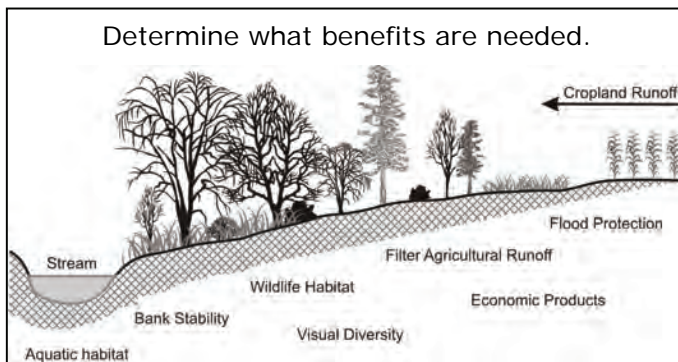 Determine what benefits are needed.
Cropland Runoff
Flood Protection
Stream
Filter Agricultural Runoff
Wildlife Habitat
Economic Products
Bank Stability
Visual Diversity
Aquatic habitat